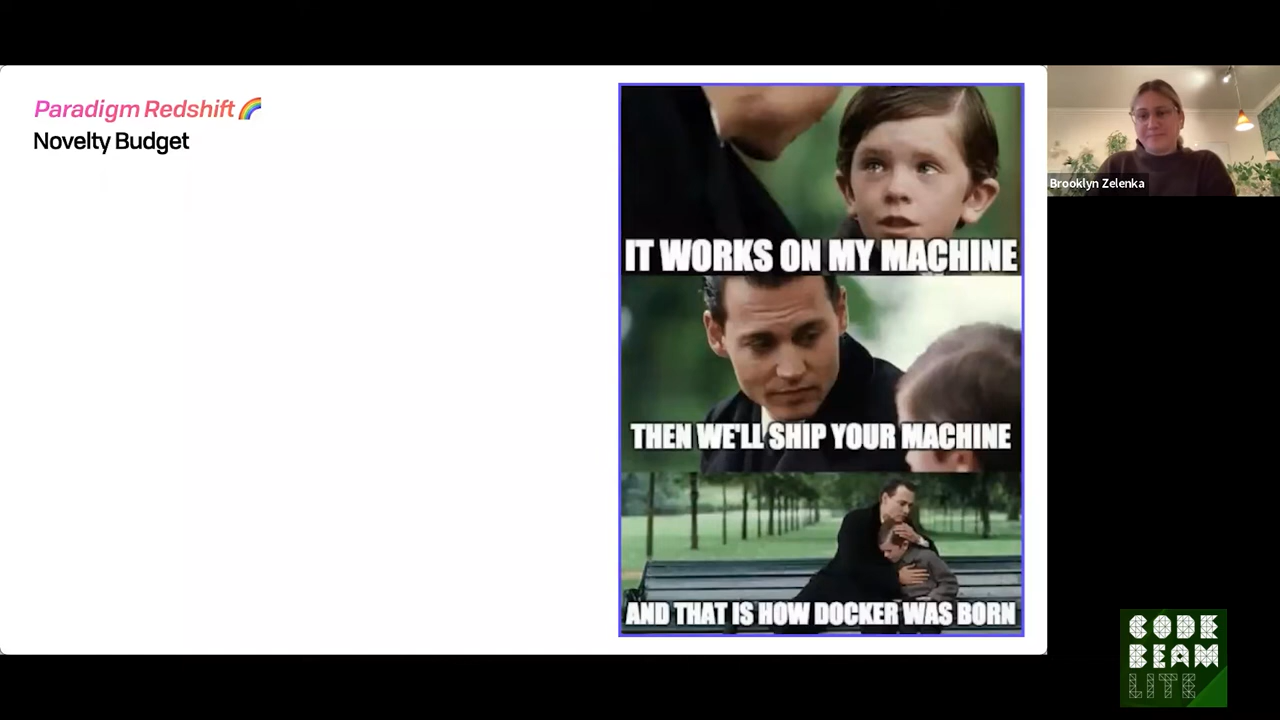 Paradigm Redshift 🌈
Novelty Budget
IT WORKS ON MY MACHINE
THEN WE'LL SHIP YOUR MACHINE
AND THAT IS HOW DOCKER WAS BORN
Brooklyn Zelenka
CODE
BEAM
LITE